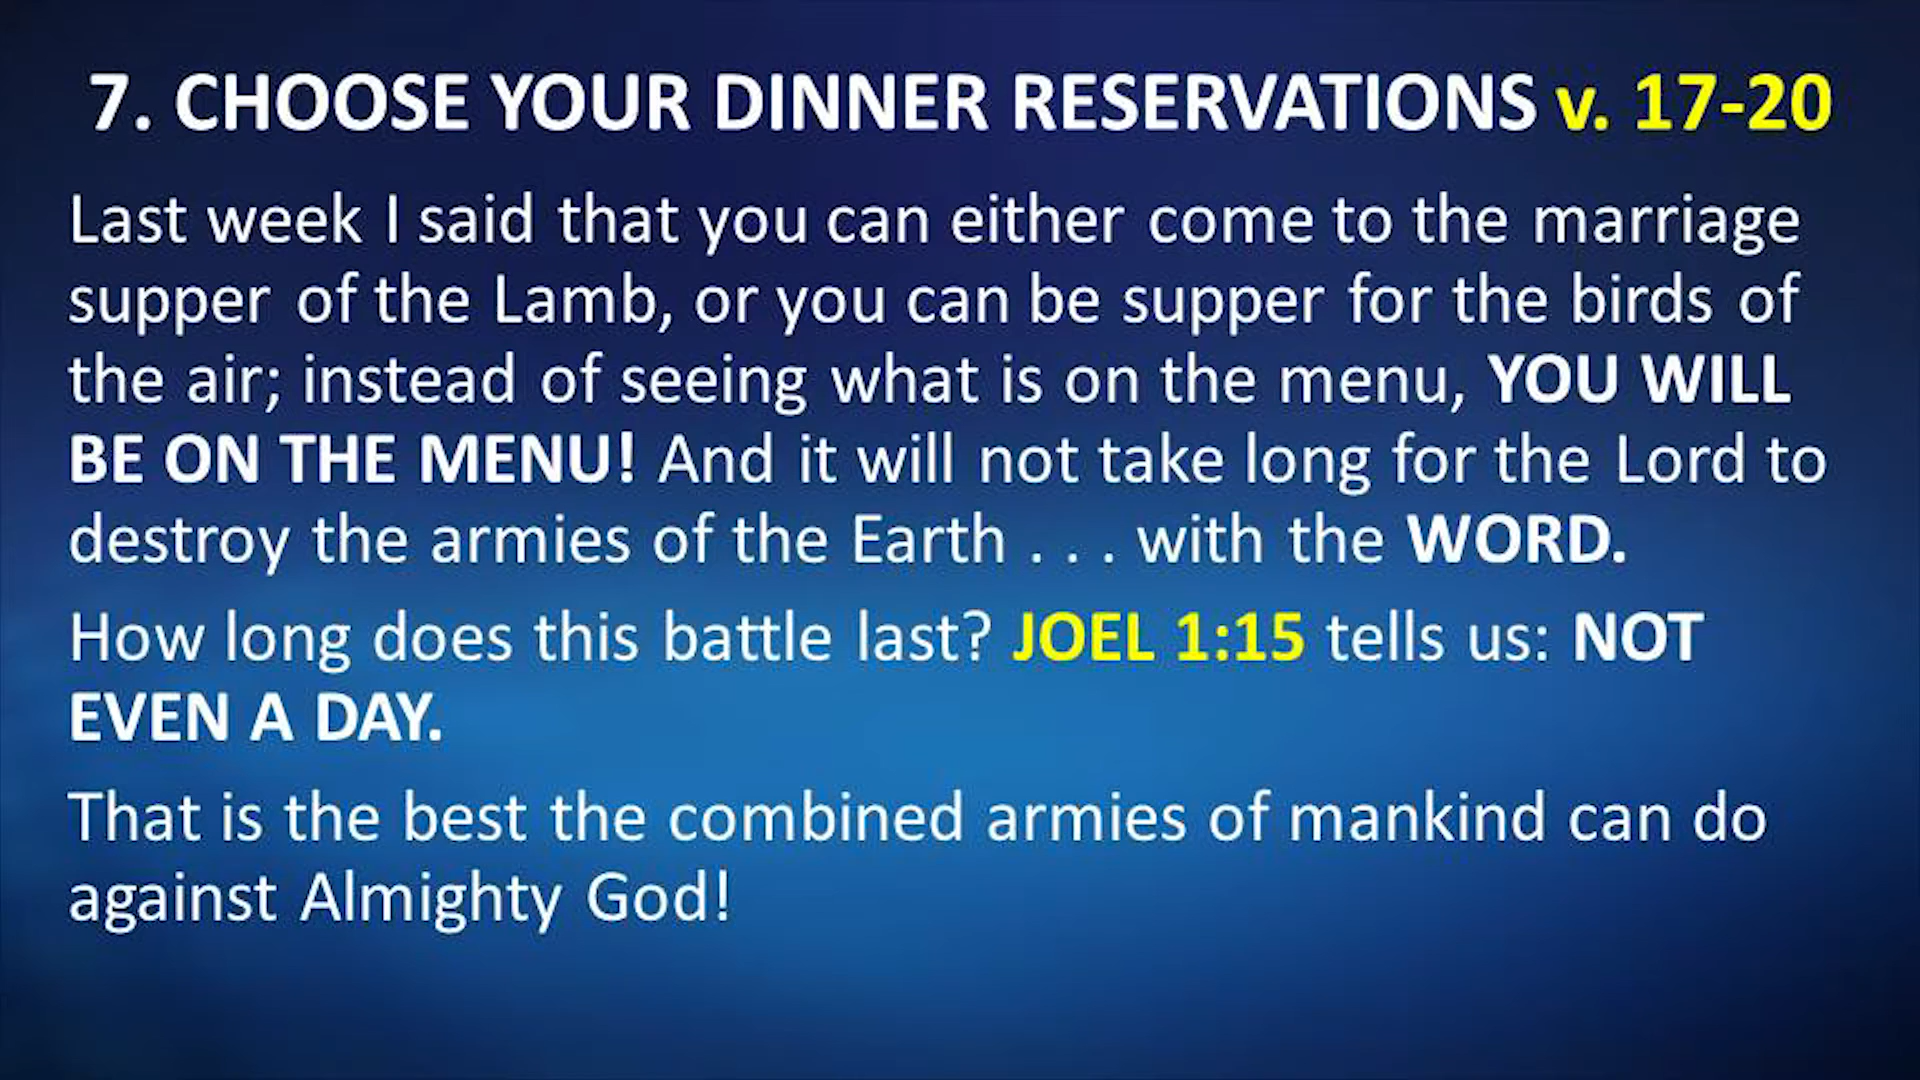 7. CHOOSE YOUR DINNER RESERVATIONS v. 17-20
Last week I said that you can either come to the marriage
supper of the Lamb, or you can be supper for the birds of
the air; instead of seeing what is on the menu, YOU WILL
BE ON THE MENU! And it will not take long for the Lord to
destroy the armies of the Earth . . . with the WORD.
How long does this battle last? JOEL 1:15 tells us: NOT
EVEN A DAY.
That is the best the combined armies of mankind can do
against Almighty God!